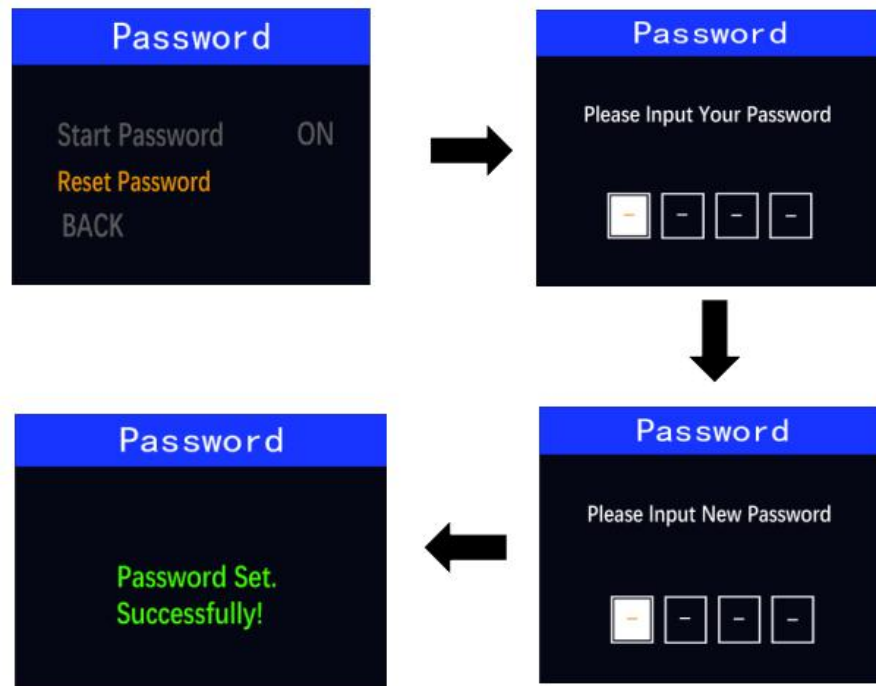 Password
Start Password ON
Reset Password
BACK
Password
Please Input Your Password
- - - -
Password
Please Input New Password
- - - -
Password
Password Set.
Successfully!